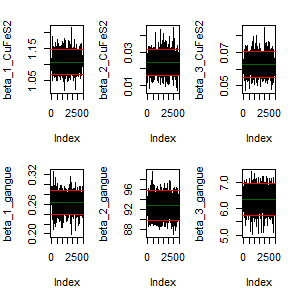 beta_1_CuFeS2
1.05
1.15
0
2500
Index
beta_2_CuFeS2
0.01
0.03
0
2500
Index
beta_3_CuFeS2
0.05
0.07
0
2500
Index
beta_1_gangue
0.20
0.26
0.32
0
2500
Index
beta_2_gangue
88
92
96
0
2500
Index
beta_3_gangue
5.0
6.0
7.0
0
2500
Index